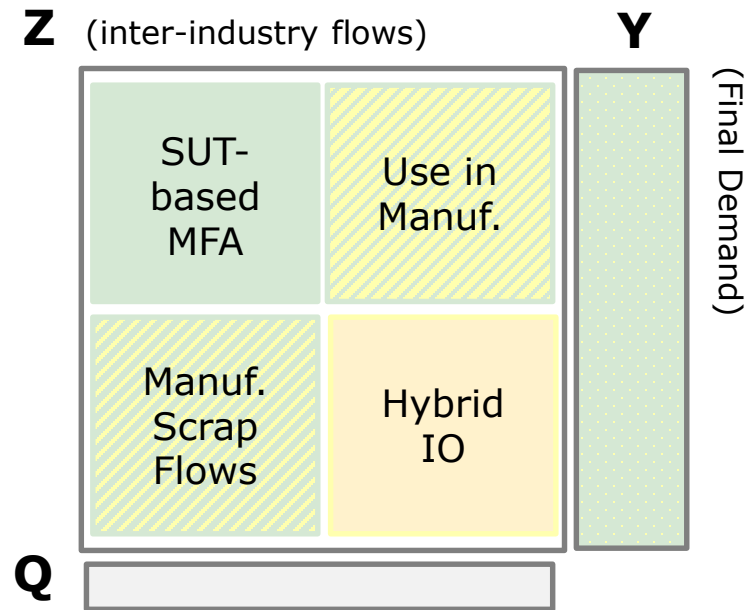 Z (inter-industry flows) Y
SUT-
based
MFA
Use in
Manuf.
(Final Demand)
Manuf.
Scrap
Flows
Hybrid
IO
Q